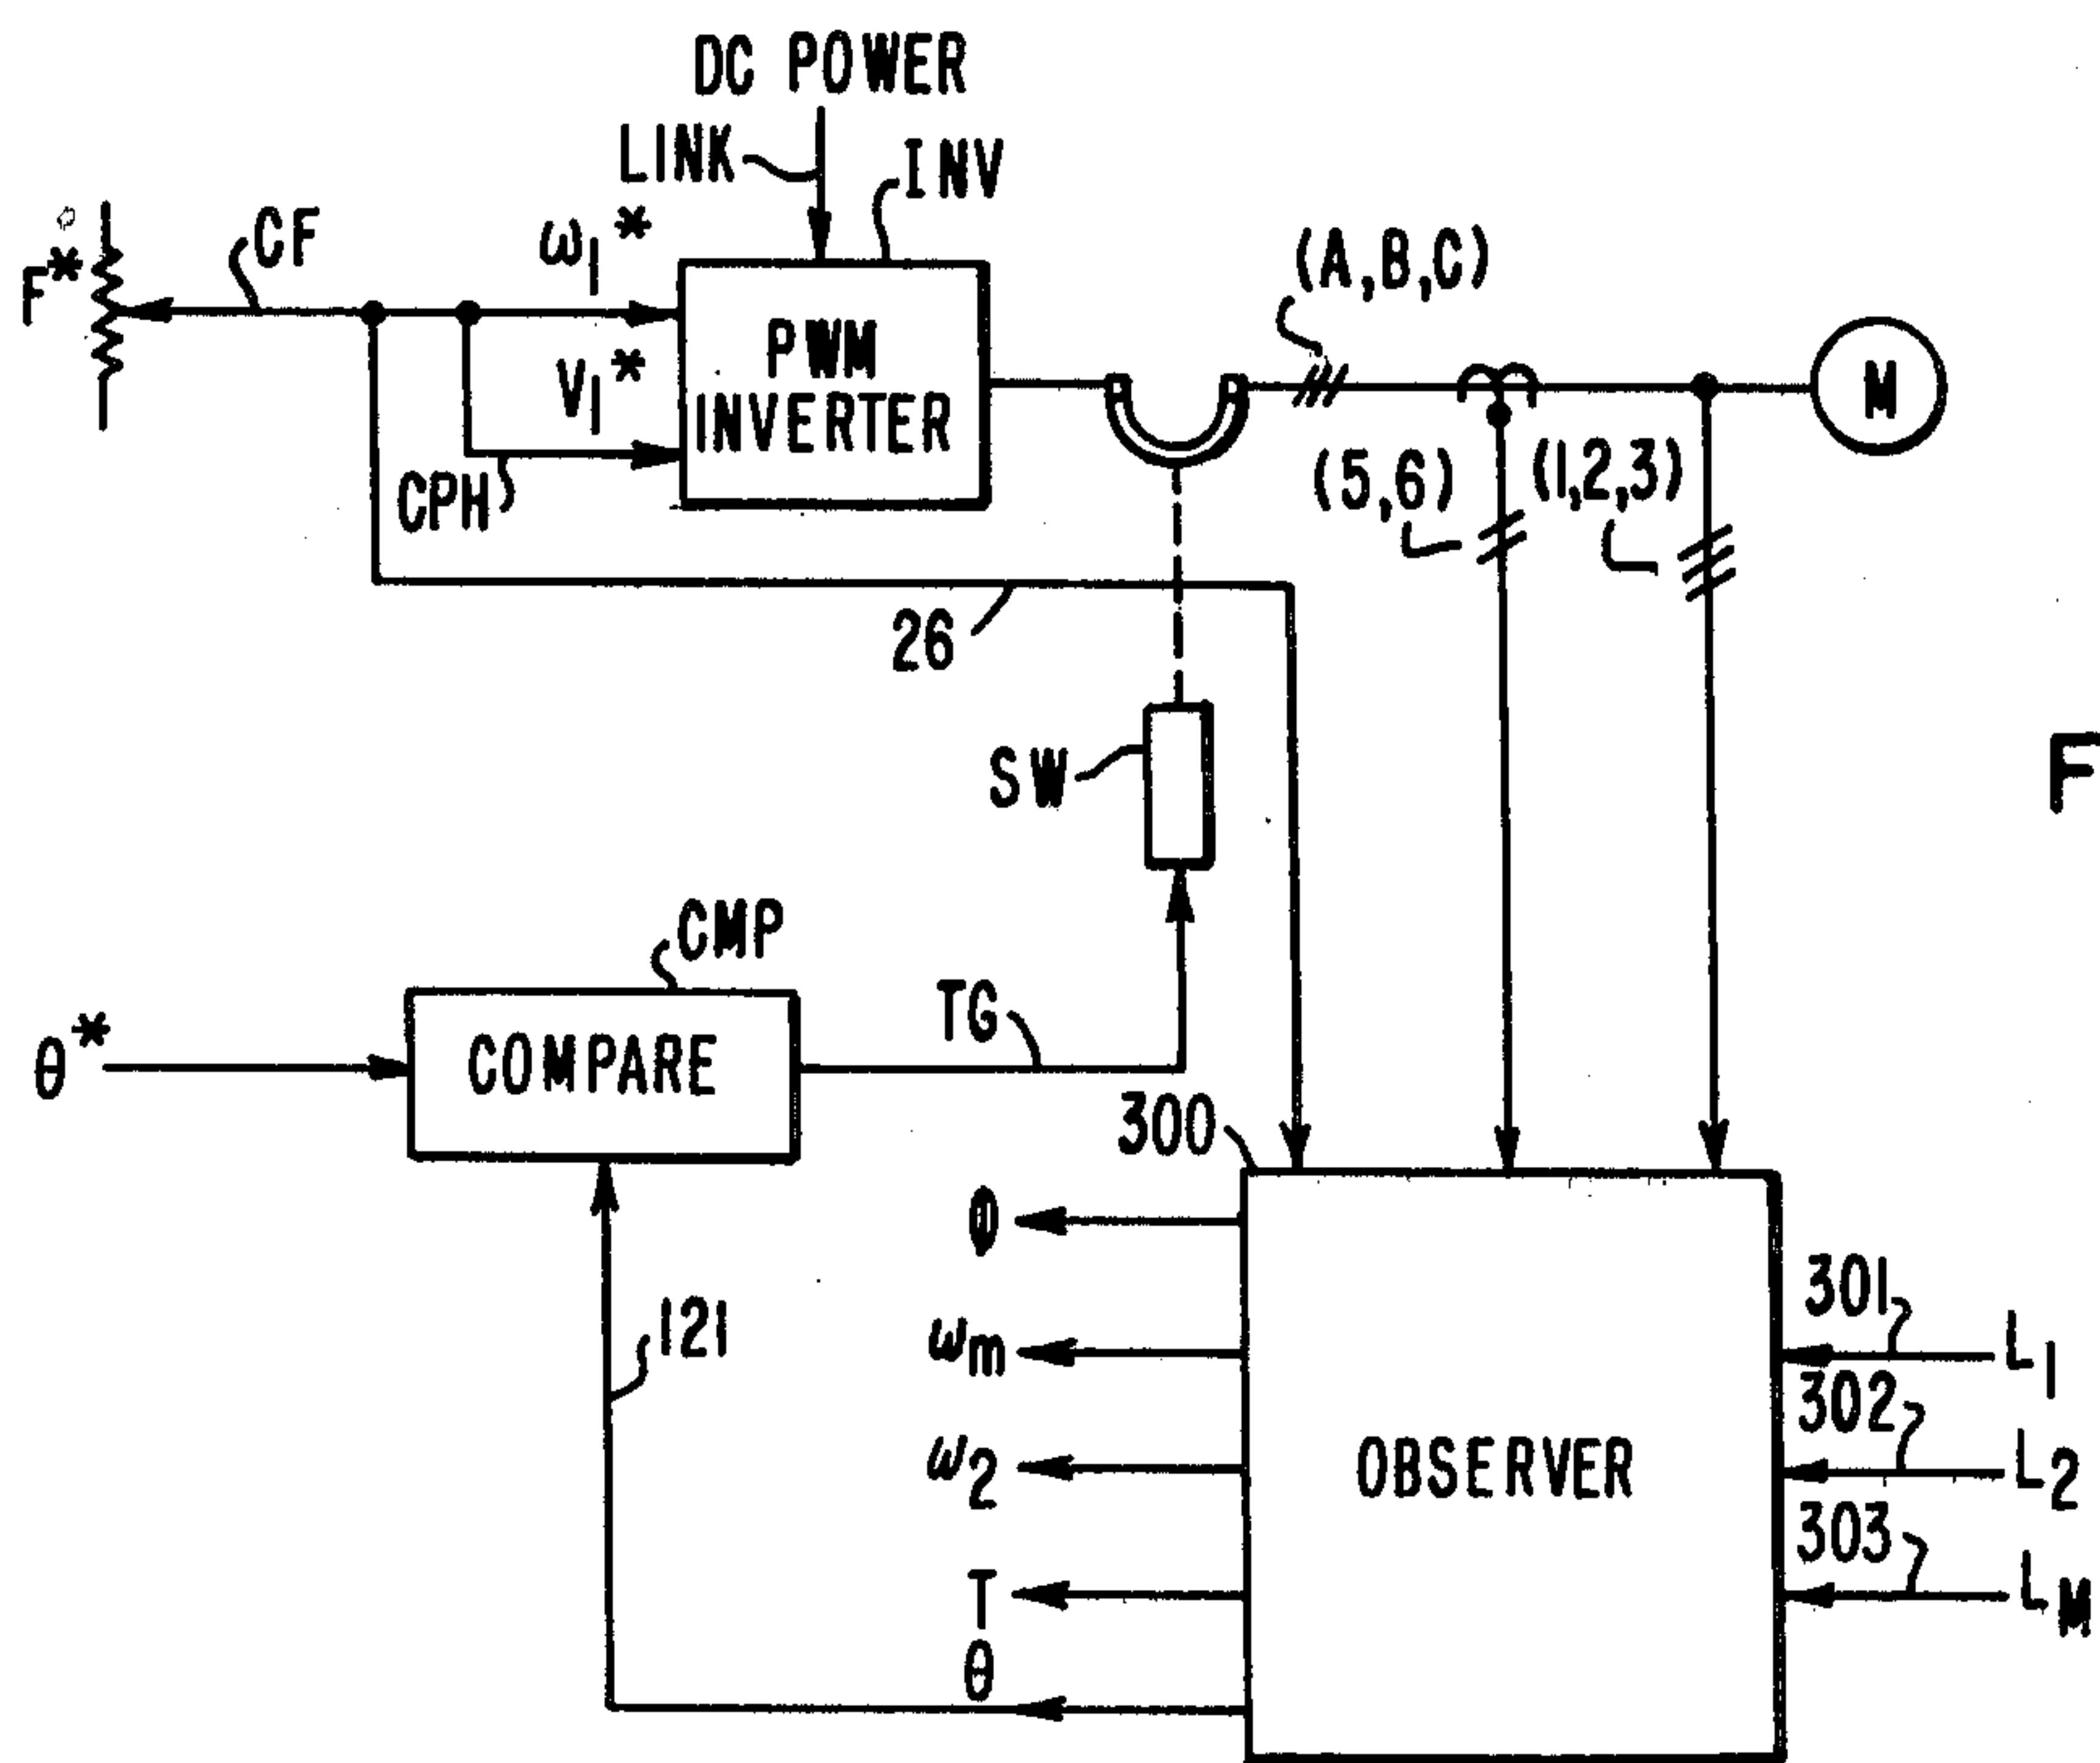 DC POWER
LINK
INV
F*
CF
ω1*
(A,B,C)
PWM
INVERTER
V1*
M
CPH
(5,6)
(1,2,3)
26
SW
F
CMP
θ*
COMPARE
TG
300
Φ
301
L1
ωm
121
302
L2
ω2
OBSERVER
303
LM
T
θ